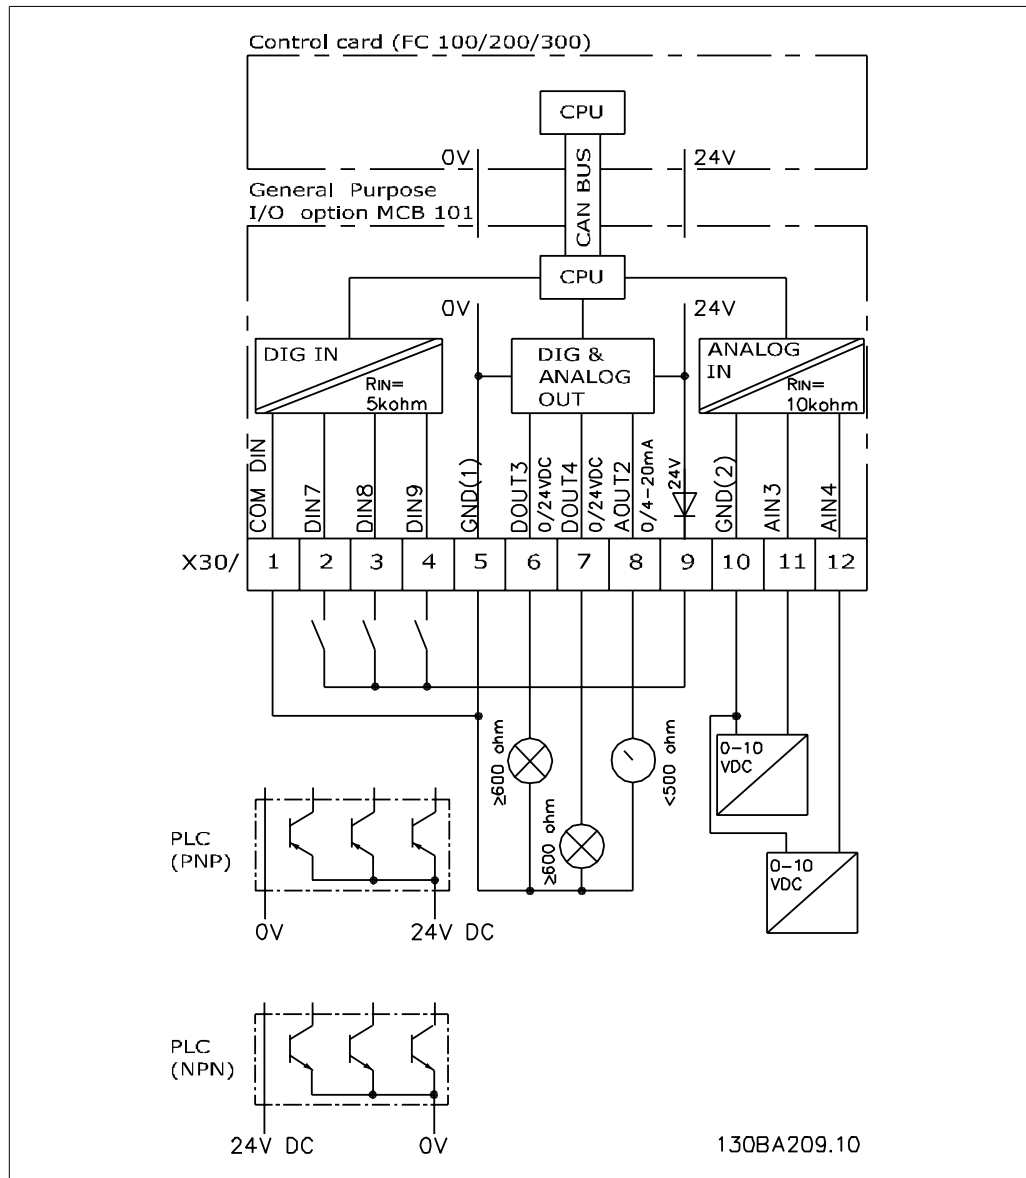 Control card (FC 100/200/300)
CPU
0V
24V
CAN BUS
General Purpose
I/O option MCB 101
CPU
0V
24V
DIG IN
RIN=
5kohm
DIG &
ANALOG
OUT
ANALOG
IN
RIN=
10kohm
COM DIN
DIN7
DIN8
DIN9
GND(1)
DOUT3
0/24VDC
DOUT4
0/24VDC
AOUT2
0/4-20mA
24V
GND(2)
AIN3
AIN4
X30/ 1 2 3 4 5 6 7 8 9 10 11 12
≥600 ohm
≥600 ohm
<500 ohm
0-10
VDC
0-10
VDC
PLC
(PNP)
0V
24V DC
PLC
(NPN)
24V DC
0V
130BA209.10